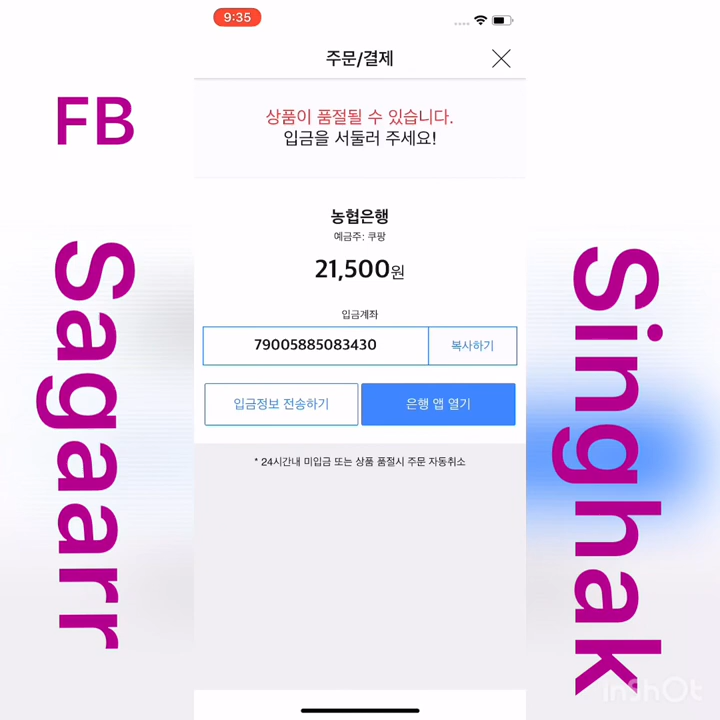 9:35
주문/결제
FB
상품이 품절될 수 있습니다.
입금을 서둘러 주세요!
농협은행
예금주: 쿠팡
21,500원
입금계좌
79005885083430
복사하기
입금정보 전송하기
은행 앱 열기
* 24시간내 미입금 또는 상품 품절시 주문 자동취소
Sagaarr
Singhak
InShOt